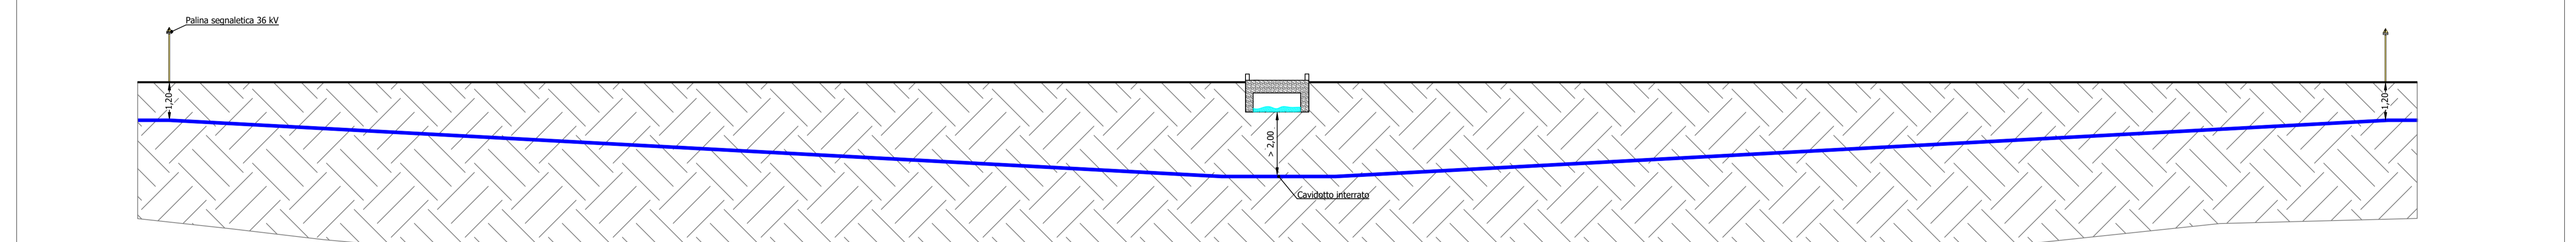 Palina segnaletica 36 kV
1,20
1,20
> 2,00
Cavidotto interrato